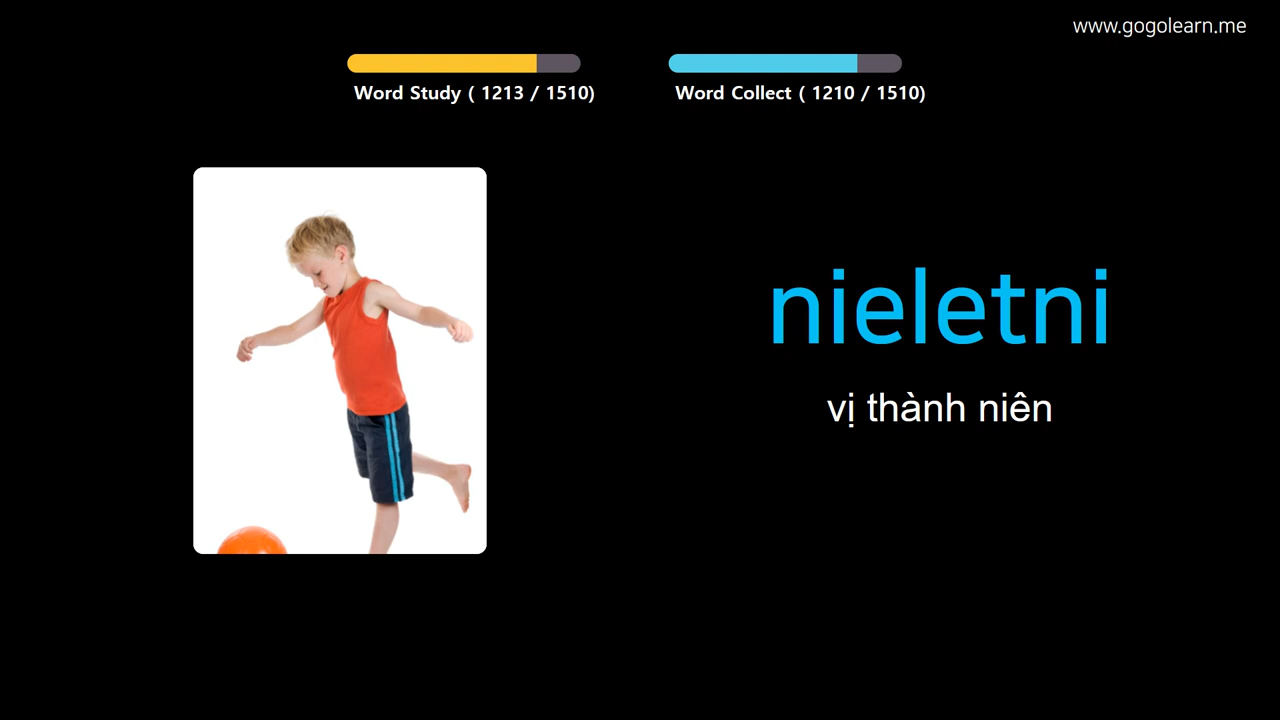 www.gogolearn.me
Word Study ( 1213 / 1510)
Word Collect ( 1210 / 1510)
nieletni
vị thành niên